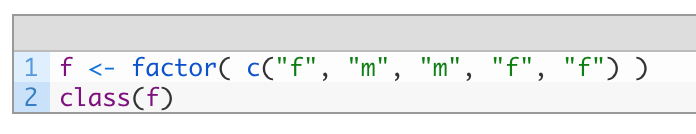 1 f <- factor( c("f", "m", "m", "f", "f") )
2 class(f)